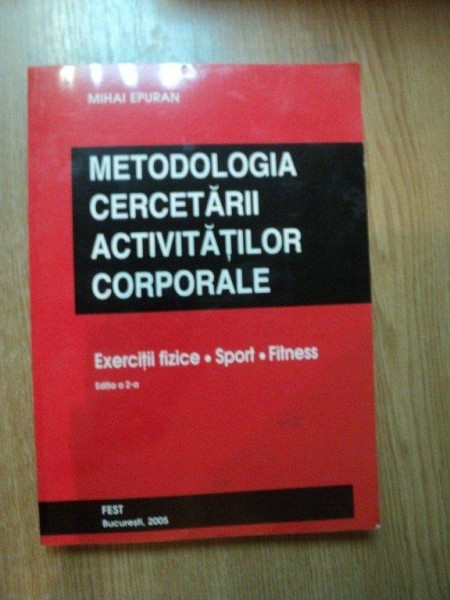 MIHAI EPURAN
METODOLOGIA
CERCETĂRII
ACTIVITĂȚILOR
CORPORALE
Exerciții fizice • Sport • Fitness
Ediția a 2-a
FEST
București, 2005